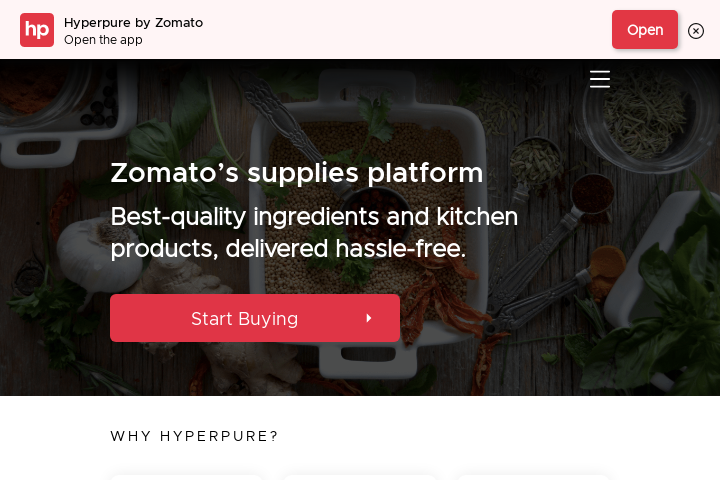 hp
Hyperpure by Zomato
Open the app
Open
Zomato’s supplies platform
Best-quality ingredients and kitchen
products, delivered hassle-free.
Start Buying
WHY HYPERPURE?